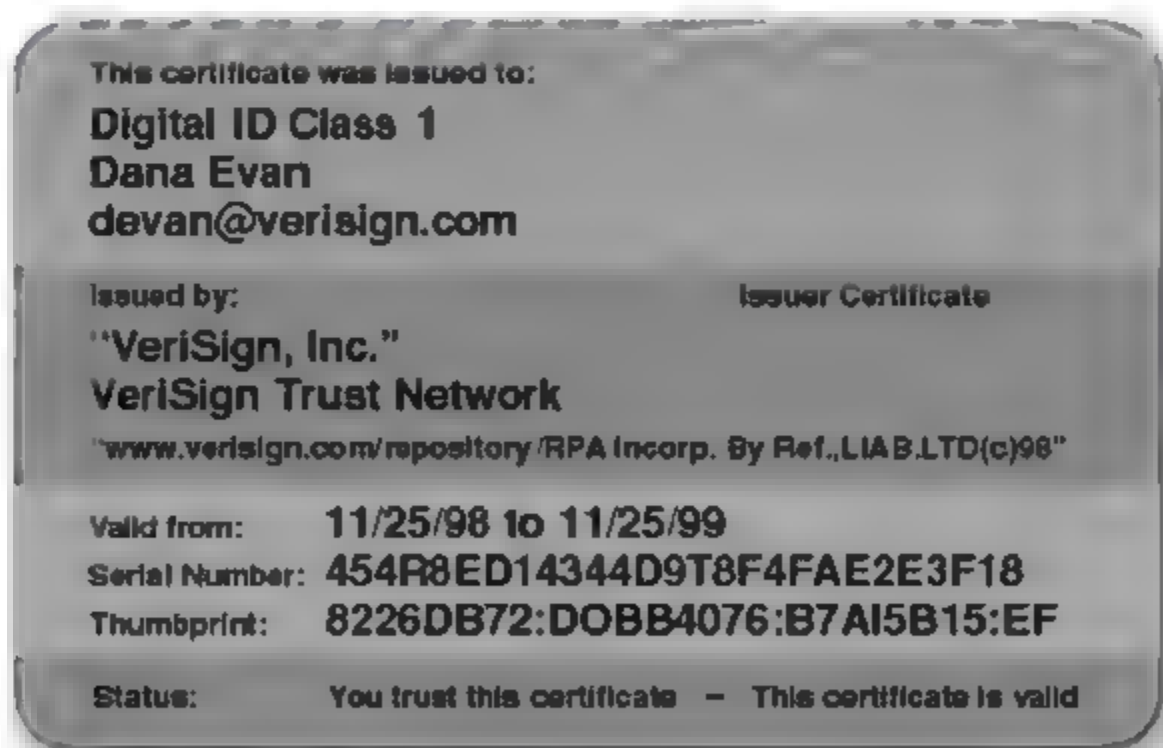 This certificate was issued to:
Digital ID Class 1
Dana Evan
devan@verisign.com
Issued by: Issuer Certificate
"VeriSign, Inc."
VeriSign Trust Network
"www.verisign.com/repository/RPA Incorp. By Ref.,LIAB.LTD(c)98"
Valid from: 11/25/98 to 11/25/99
Serial Number: 454R8ED14344D9T8F4FAE2E3F18
Thumbprint: 8226DB72:DOBB4076:B7AI5B15:EF
Status: You trust this certificate – This certificate is valid